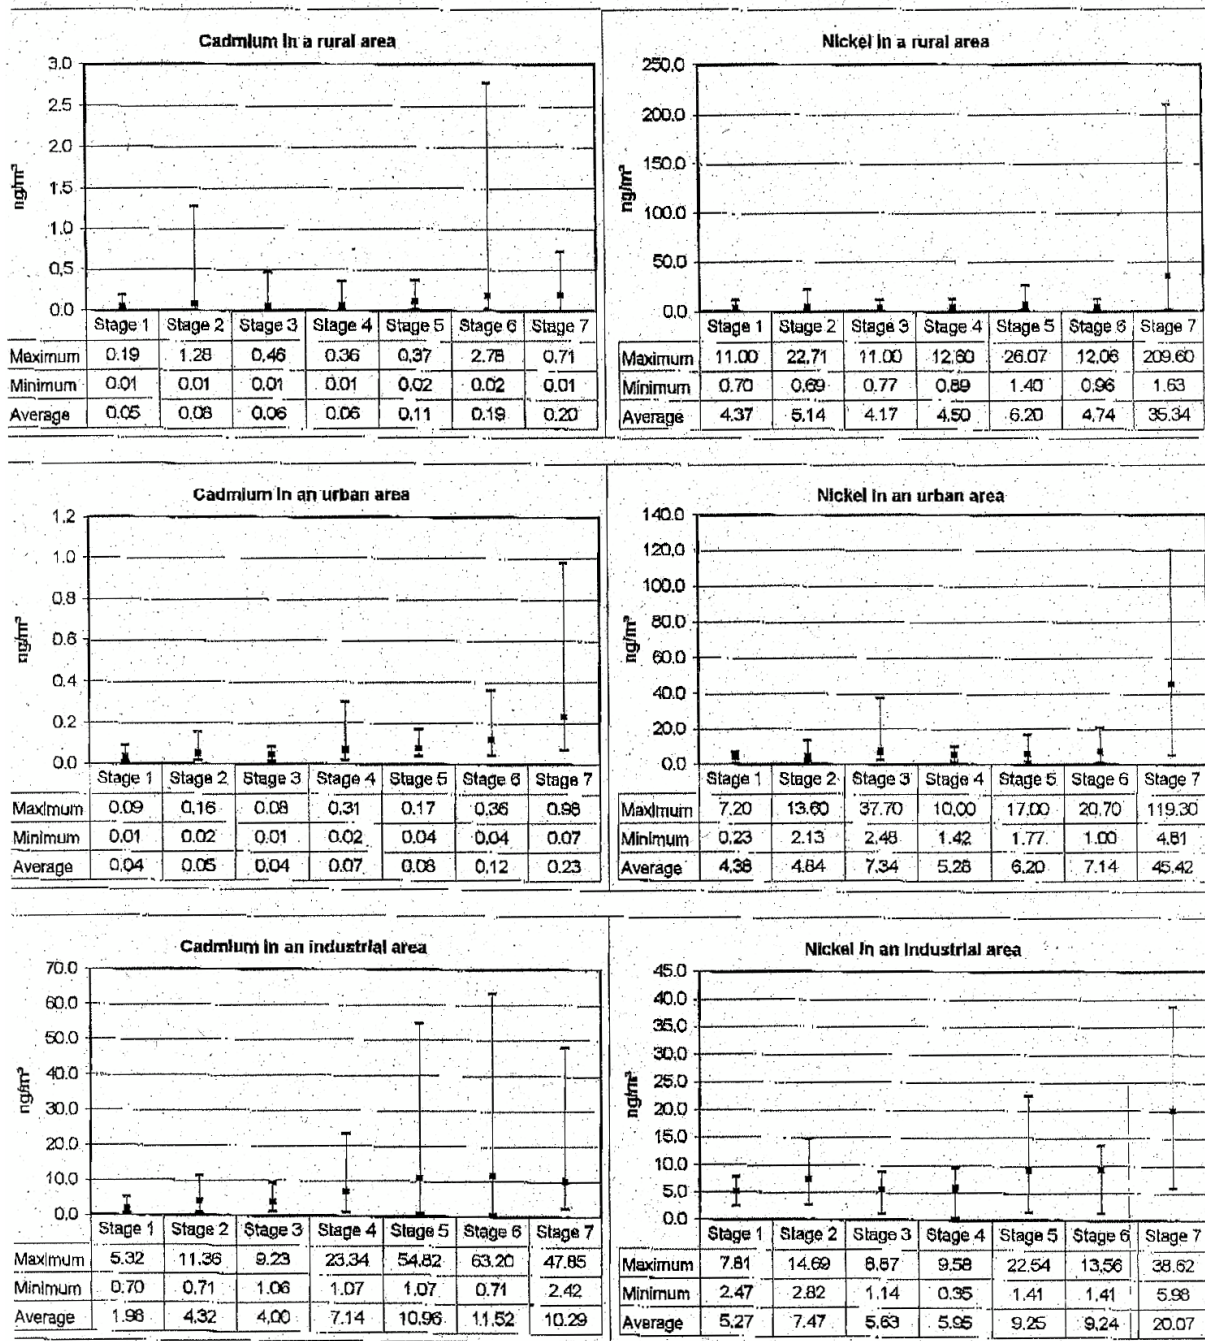 Cadmium in a rural area
3.0
2.5
2.0
1.5
1.0
0.5
0.0
ng/m³
Stage 1 Stage 2 Stage 3 Stage 4 Stage 5 Stage 6 Stage 7
Maximum 0.19 1.28 0.46 0.36 0.37 2.78 0.71
Minimum 0.01 0.01 0.01 0.01 0.02 0.02 0.01
Average 0.05 0.08 0.06 0.06 0.11 0.19 0.20
Nickel in a rural area
250.0
200.0
150.0
100.0
50.0
0.0
ng/m³
Stage 1 Stage 2 Stage 3 Stage 4 Stage 5 Stage 6 Stage 7
Maximum 11.00 22.71 11.00 12.60 26.07 12.06 209.60
Minimum 0.70 0.69 0.77 0.89 1.40 0.96 1.63
Average 4.37 5.14 4.17 4.50 6.20 4.74 35.34
Cadmium in an urban area
1.2
1.0
0.8
0.6
0.4
0.2
0.0
ng/m³
Stage 1 Stage 2 Stage 3 Stage 4 Stage 5 Stage 6 Stage 7
Maximum 0.09 0.16 0.08 0.31 0.17 0.36 0.98
Minimum 0.01 0.02 0.01 0.02 0.04 0.04 0.07
Average 0.04 0.05 0.04 0.07 0.08 0.12 0.23
Nickel in an urban area
140.0
120.0
100.0
80.0
60.0
40.0
20.0
0.0
ng/m³
Stage 1 Stage 2 Stage 3 Stage 4 Stage 5 Stage 6 Stage 7
Maximum 7.20 13.60 37.70 10.00 17.00 20.70 119.30
Minimum 0.23 2.13 2.48 1.42 1.77 1.00 4.81
Average 4.38 4.84 7.34 5.28 6.20 7.14 45.42
Cadmium in an industrial area
70.0
60.0
50.0
40.0
30.0
20.0
10.0
0.0
ng/m³
Stage 1 Stage 2 Stage 3 Stage 4 Stage 5 Stage 6 Stage 7
Maximum 5.32 11.36 9.23 23.34 54.82 63.20 47.85
Minimum 0.70 0.71 1.06 1.07 1.07 0.71 2.42
Average 1.98 4.32 4.00 7.14 10.96 11.52 10.29
Nickel in an industrial area
45.0
40.0
35.0
30.0
25.0
20.0
15.0
10.0
5.0
0.0
ng/m³
Stage 1 Stage 2 Stage 3 Stage 4 Stage 5 Stage 6 Stage 7
Maximum 7.81 14.69 8.87 9.58 22.54 13.56 38.62
Minimum 2.47 2.82 1.14 0.35 1.41 1.41 5.98
Average 5.27 7.47 5.63 5.95 9.25 9.24 20.07